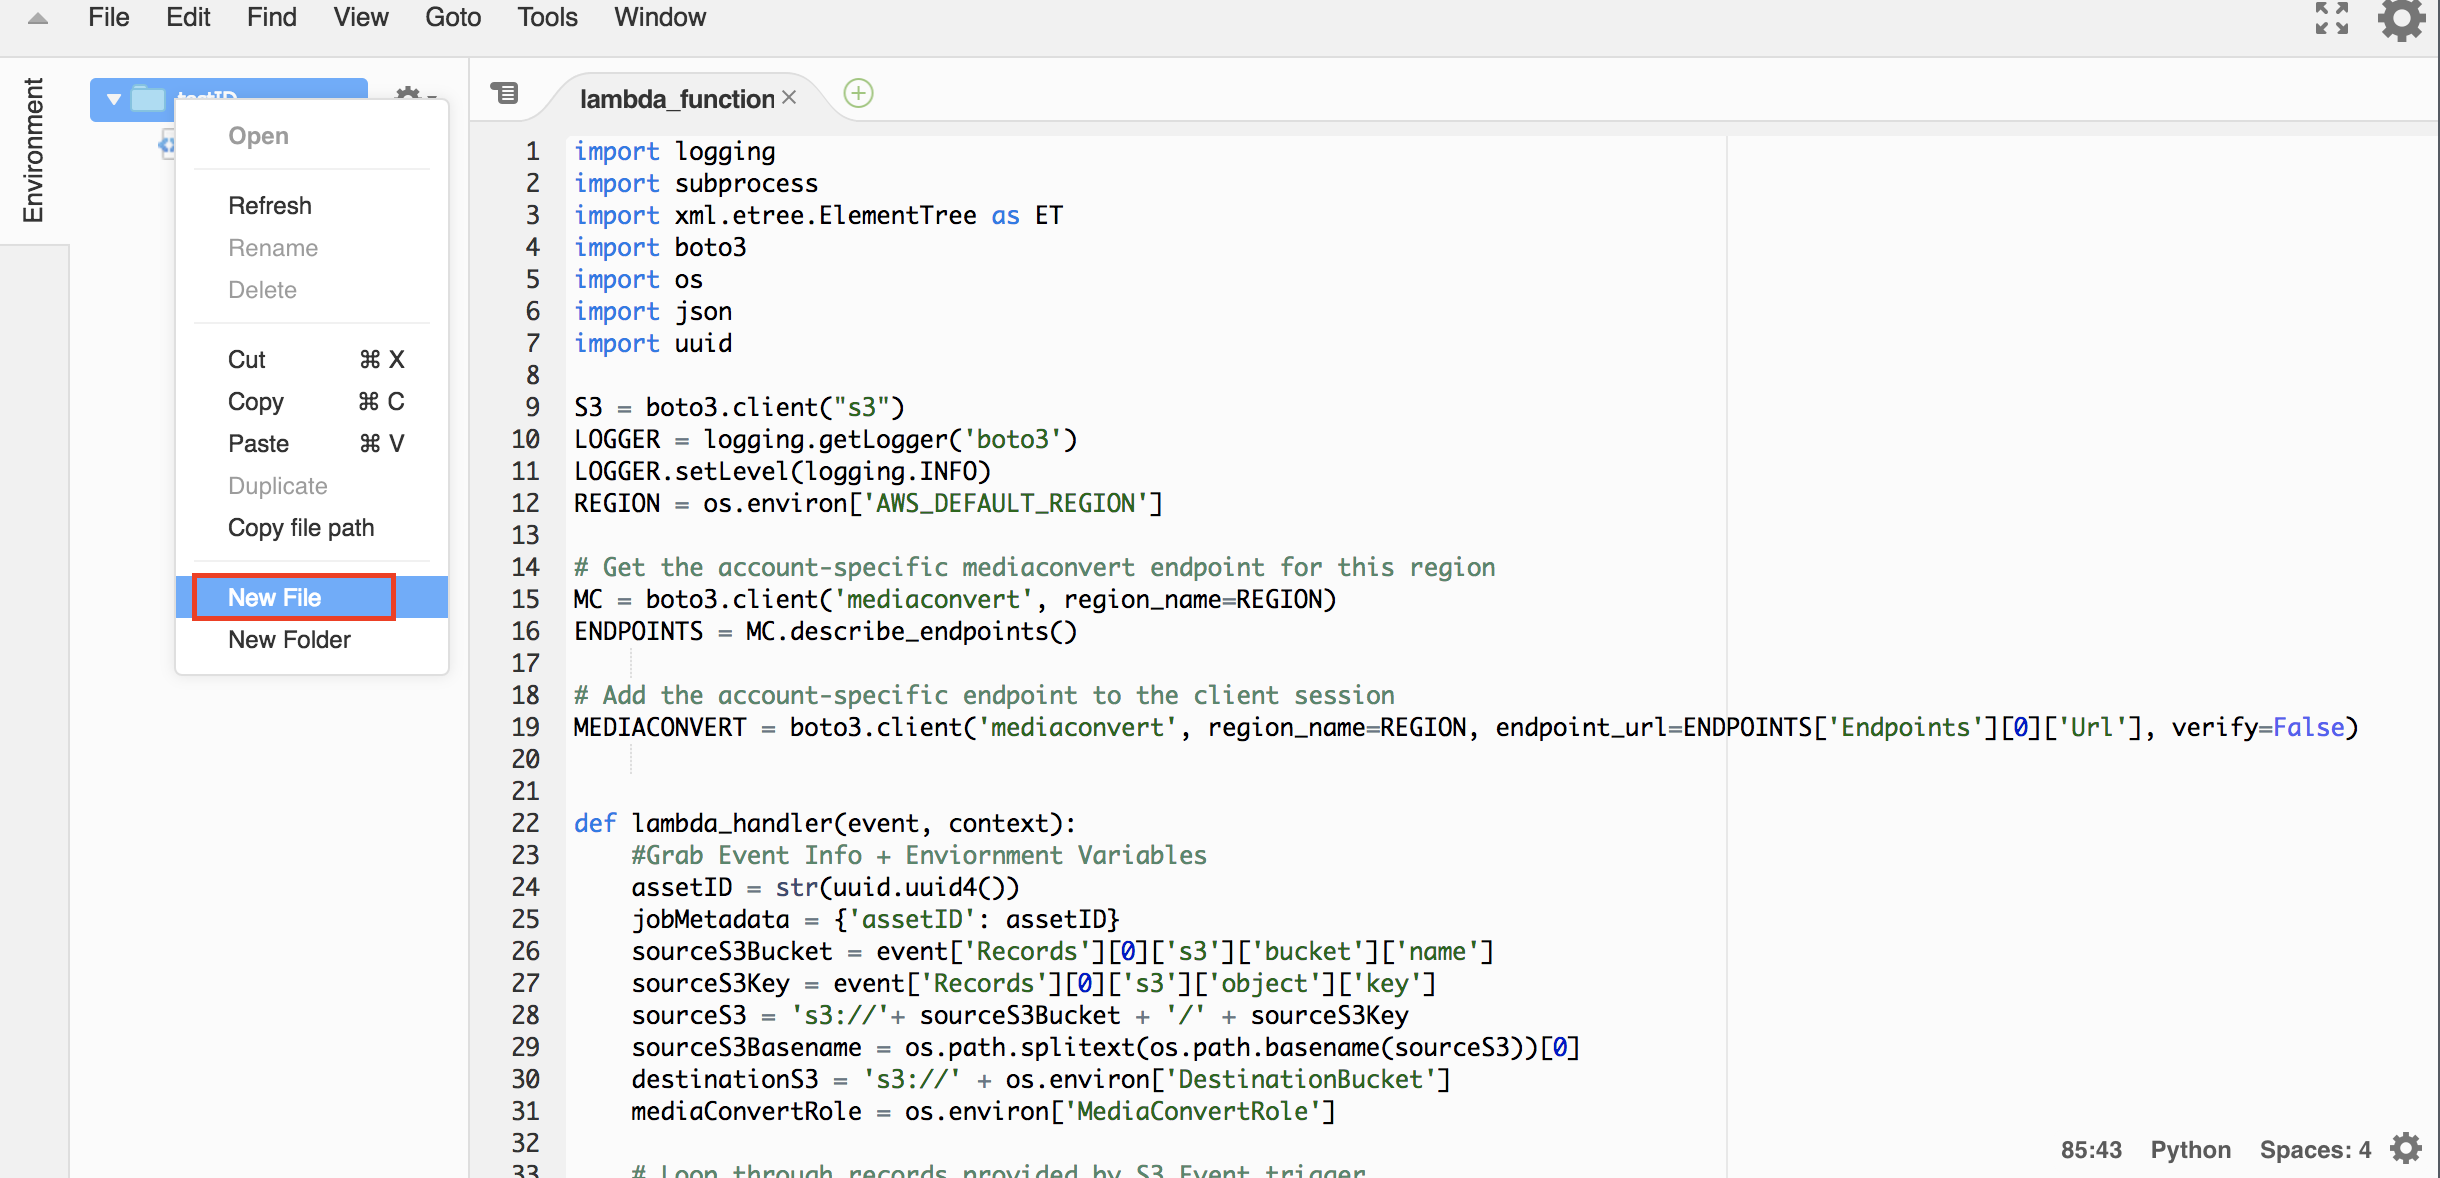 File Edit Find View Goto Tools Window
Environment
Open
Refresh
Rename
Delete
Cut ⌘ X
Copy ⌘ C
Paste ⌘ V
Duplicate
Copy file path
New File
New Folder
lambda_function ×
1 import logging
2 import subprocess
3 import xml.etree.ElementTree as ET
4 import boto3
5 import os
6 import json
7 import uuid
8
9 S3 = boto3.client("s3")
10 LOGGER = logging.getLogger('boto3')
11 LOGGER.setLevel(logging.INFO)
12 REGION = os.environ['AWS_DEFAULT_REGION']
13
14 # Get the account-specific mediaconvert endpoint for this region
15 MC = boto3.client('mediaconvert', region_name=REGION)
16 ENDPOINTS = MC.describe_endpoints()
17
18 # Add the account-specific endpoint to the client session
19 MEDIACONVERT = boto3.client('mediaconvert', region_name=REGION, endpoint_url=ENDPOINTS['Endpoints'][0]['Url'], verify=False)
20
21
22 def lambda_handler(event, context):
23 #Grab Event Info + Enviornment Variables
24 assetID = str(uuid.uuid4())
25 jobMetadata = {'assetID': assetID}
26 sourceS3Bucket = event['Records'][0]['s3']['bucket']['name']
27 sourceS3Key = event['Records'][0]['s3']['object']['key']
28 sourceS3 = 's3://'+ sourceS3Bucket + '/' + sourceS3Key
29 sourceS3Basename = os.path.splitext(os.path.basename(sourceS3))[0]
30 destinationS3 = 's3://' + os.environ['DestinationBucket']
31 mediaConvertRole = os.environ['MediaConvertRole']
32
33 # Loop through records provided by S3 Event trigger
85:43 Python Spaces: 4